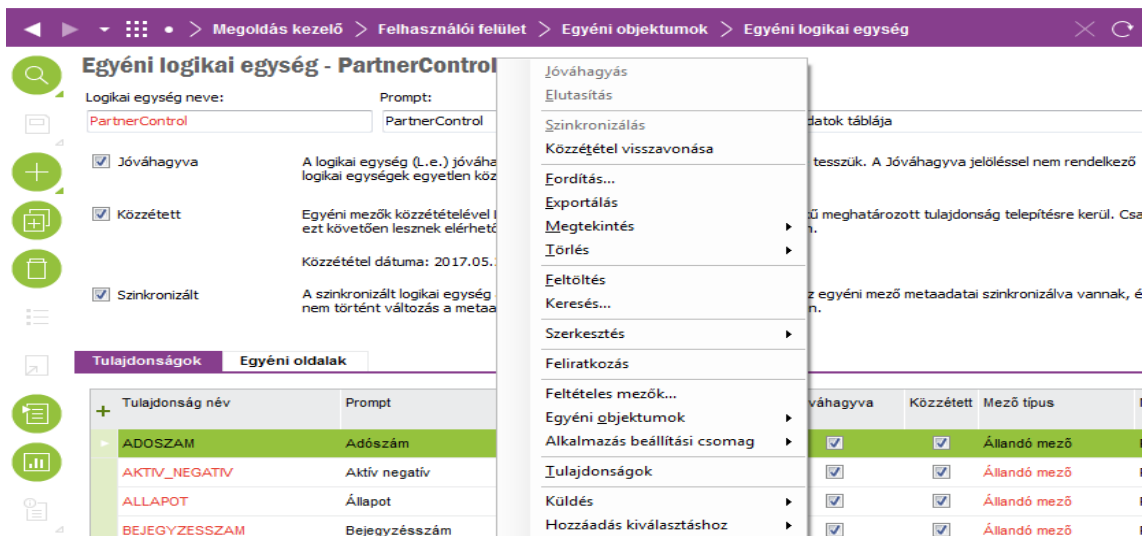 > Megoldás kezelő > Felhasználói felület > Egyéni objektumok > Egyéni logikai egység
Egyéni logikai egység - PartnerControl
Logikai egység neve:
Prompt:
PartnerControl
PartnerControl
datok táblája
Jóváhagyva
A logikai egység (L.e.) jóváha
tesszük. A Jóváhagyva jelöléssel nem rendelkező
logikai egységek egyetlen köz
Közzétett
Egyéni mezők közzétételével
meghatározott tulajdonság telepítésre kerül. Csa
ezt követően lesznek elérhető
Közzététel dátuma: 2017.05.
Szinkronizált
A szinkronizált logikai egység
z egyéni mező metaadatai szinkronizálva vannak, é
nem történt változás a metaa
Jóváhagyás
Elutasítás
Szinkronizálás
Közzététel visszavonása
Fordítás...
Exportálás
Megtekintés
Törlés
Feltöltés
Keresés...
Szerkesztés
Feliratkozás
Feltételes mezők...
Egyéni objektumok
Alkalmazás beállítási csomag
Tulajdonságok
Küldés
Hozzáadás kiválasztáshoz
Tulajdonságok
Egyéni oldalak
Tulajdonság név
Prompt
váhagyva
Közzétett
Mező típus
ADOSZAM
Adószám
Állandó mező
AKTIV_NEGATIV
Aktív negatív
Állandó mező
ALLAPOT
Állapot
Állandó mező
BEJEGYZESSZAM
Bejegyzésszám
Állandó mező